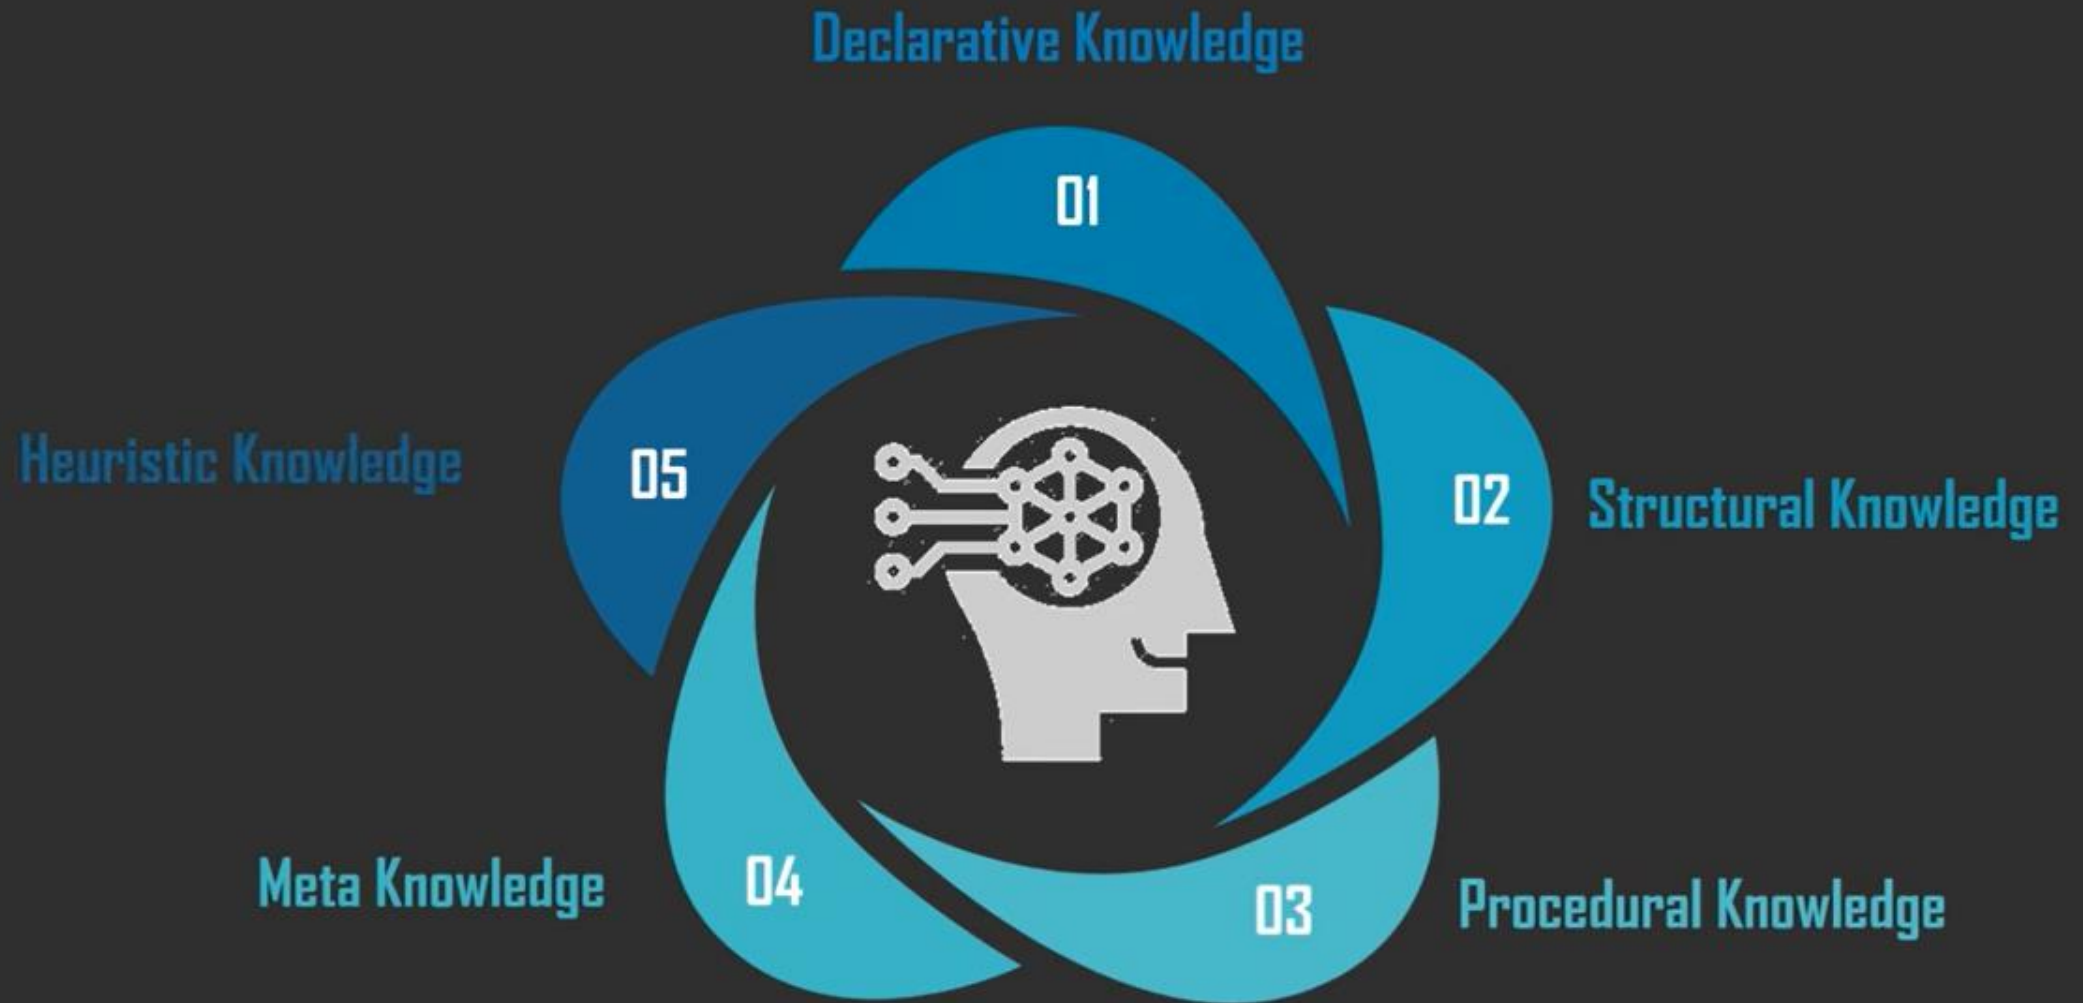 Declarative Knowledge
01
02
Structural Knowledge
03
Procedural Knowledge
04
Meta Knowledge
05
Heuristic Knowledge